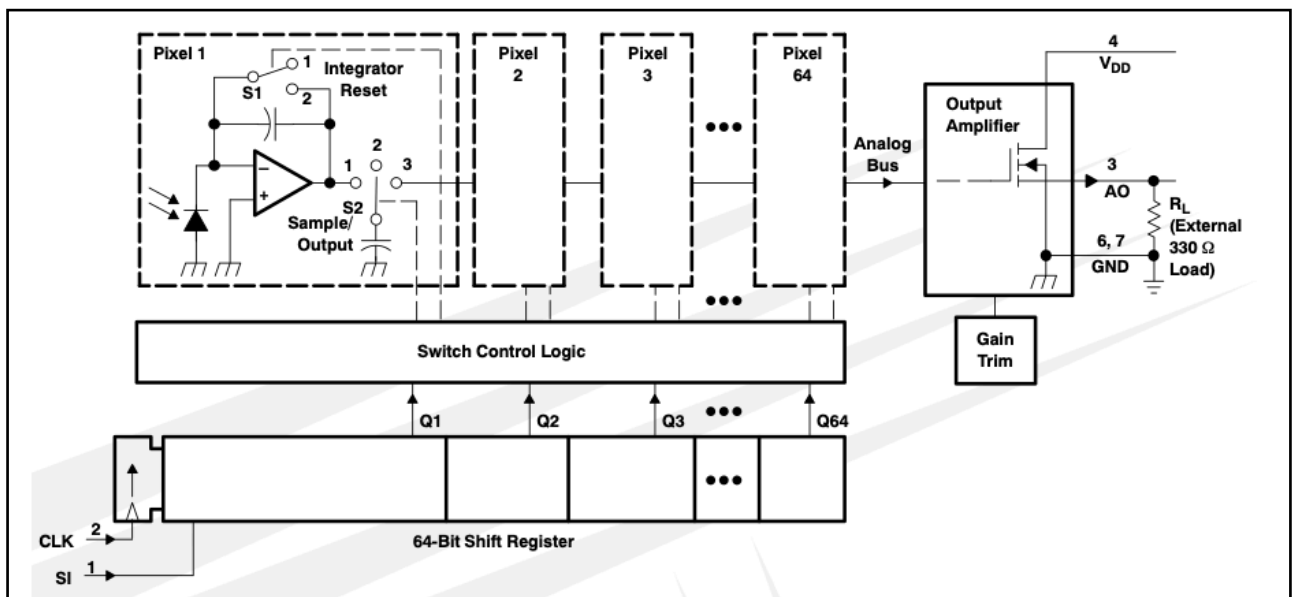 Pixel 1
1
Integrator
Reset
S1
2
−
+
1
2
3
S2
Sample/
Output
Pixel
2
Pixel
3
Pixel
64
Analog
Bus
Output
Amplifier
4
VDD
3
AO
RL
(External
330 Ω
Load)
6, 7
GND
Gain
Trim
Switch Control Logic
Q1
Q2
Q3
Q64
CLK
2
SI
1
64-Bit Shift Register